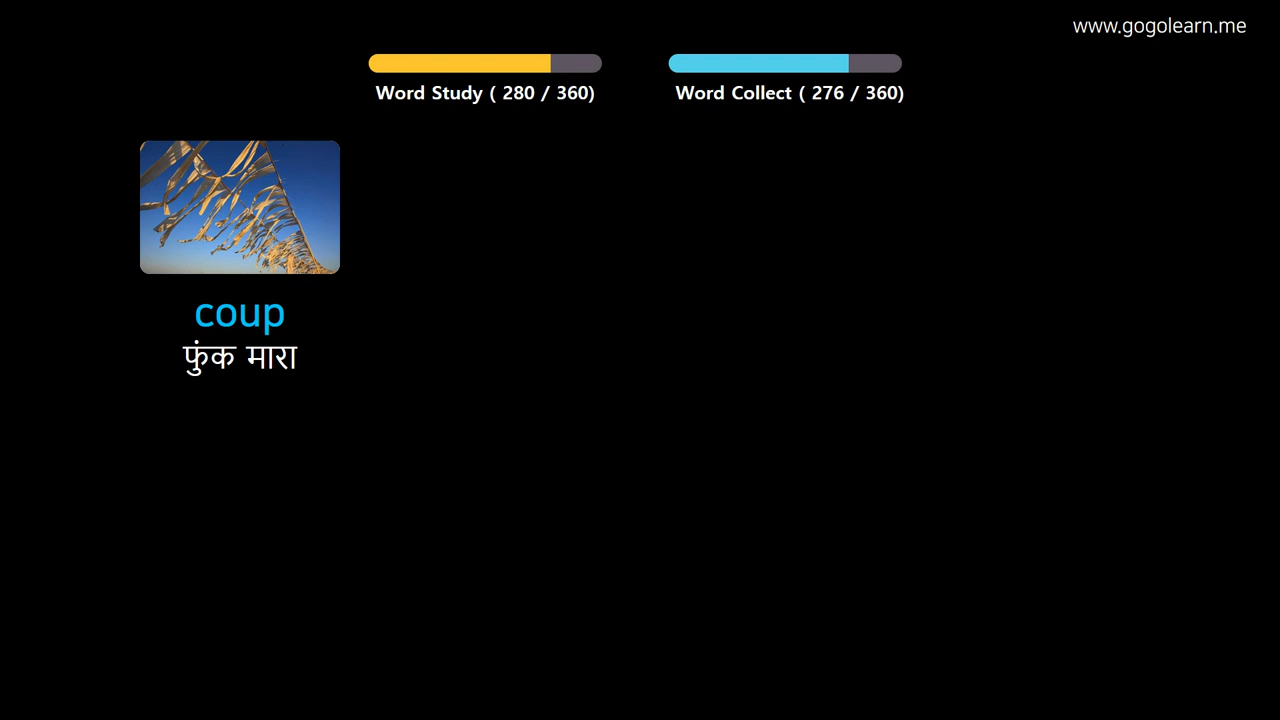 www.gogolearn.me
Word Study ( 280 / 360)
Word Collect ( 276 / 360)
coup
फुंक मारा